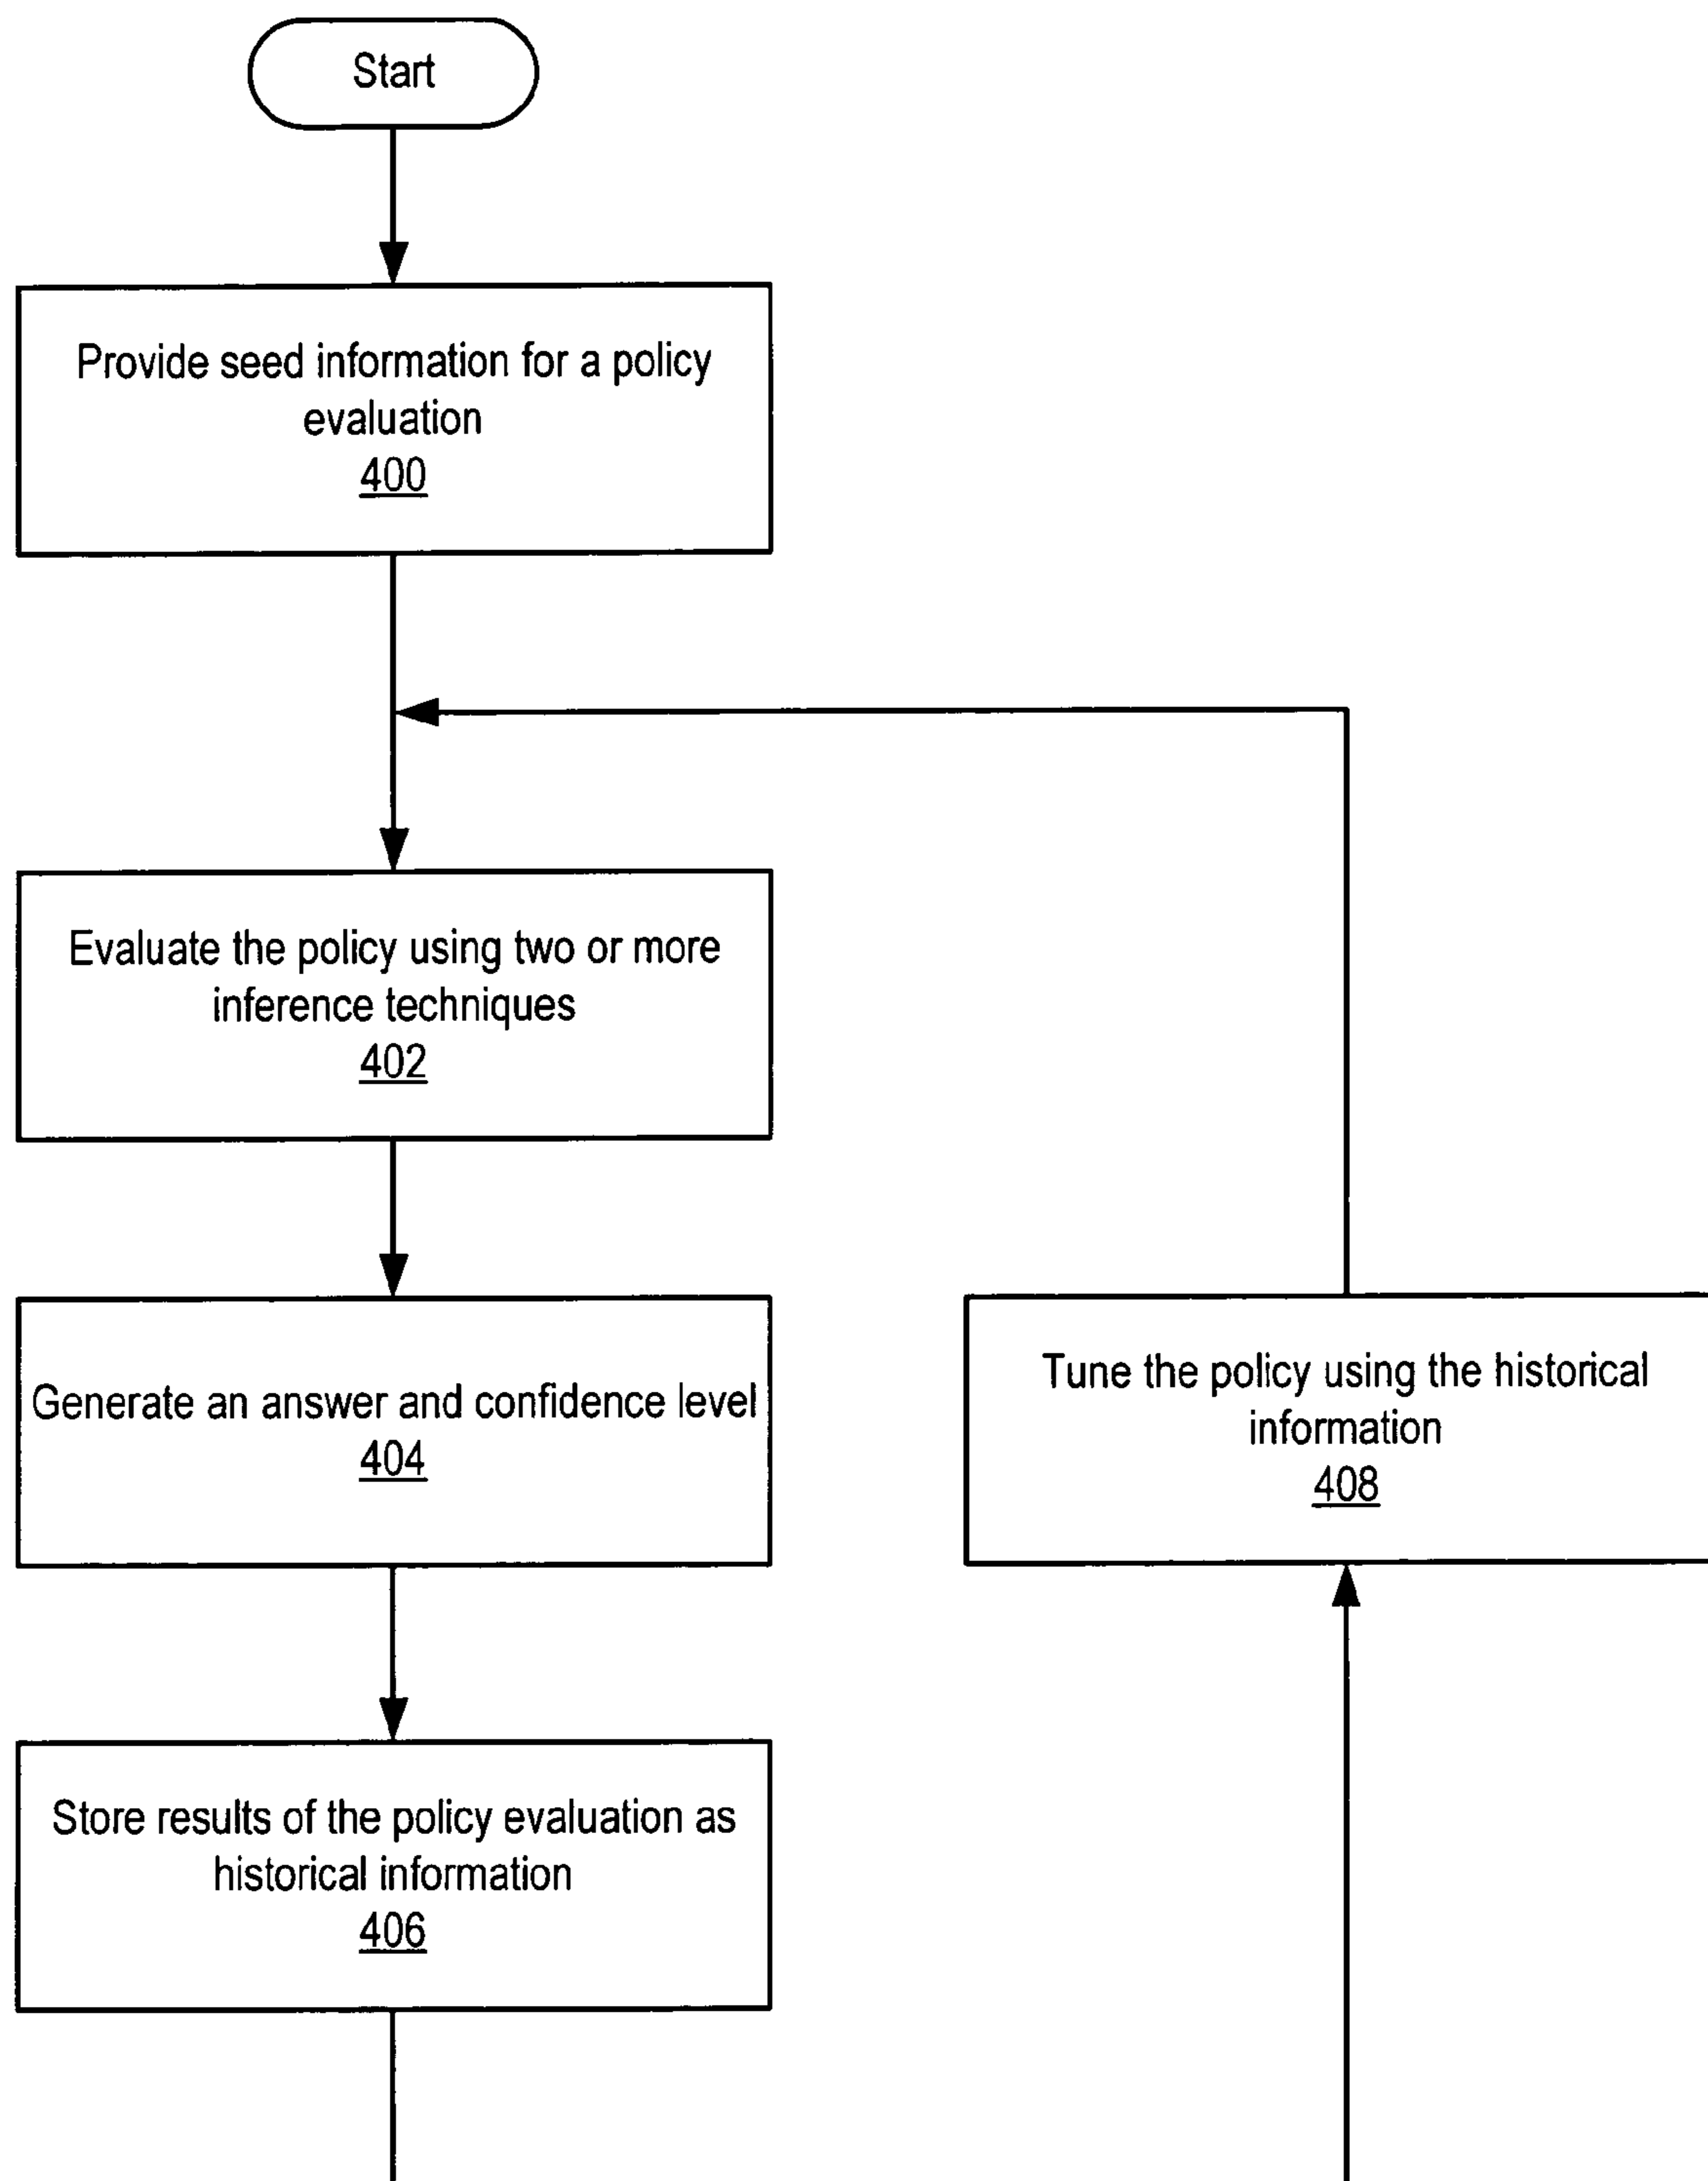 Start
Provide seed information for a policy
evaluation
400
Evaluate the policy using two or more
inference techniques
402
Generate an answer and confidence level
404
Store results of the policy evaluation as
historical information
406
Tune the policy using the historical
information
408